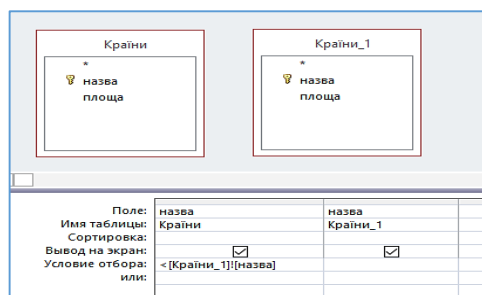 Країни
*
назва
площа
Країни_1
*
назва
площа
Поле: назва назва
Имя таблицы: Країни Країни_1
Сортировка:
Вывод на экран:
Условие отбора: <[Країни_1]![назва]
или: